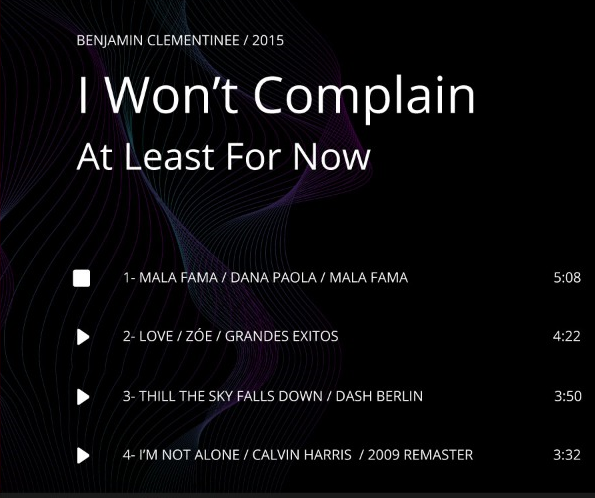 BENJAMIN CLEMENTINEE / 2015
I Won’t Complain
At Least For Now
1- MALA FAMA / DANA PAOLA / MALA FAMA 5:08
2- LOVE / ZÓE / GRANDES EXITOS 4:22
3- THILL THE SKY FALLS DOWN / DASH BERLIN 3:50
4- I’M NOT ALONE / CALVIN HARRIS / 2009 REMASTER 3:32